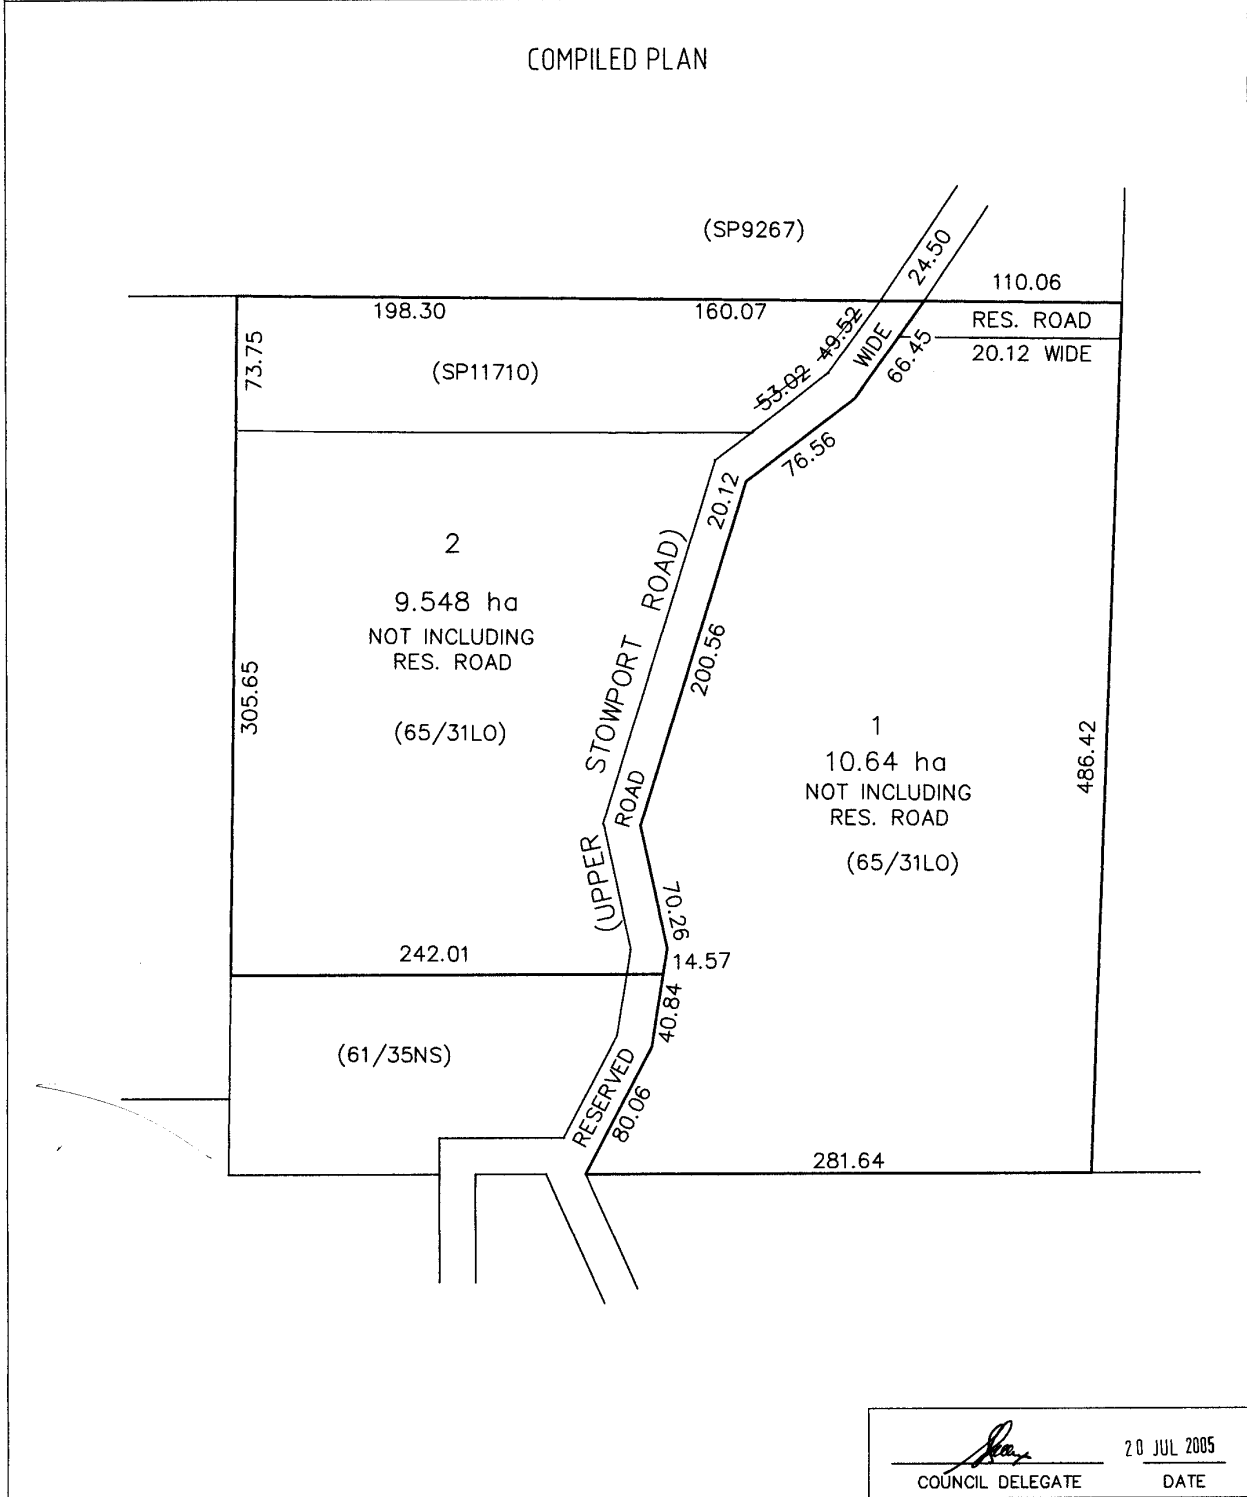 COMPILED PLAN
(SP9267)
24.50
110.06
198.30
160.07
49.52
WIDE
66.45
RES. ROAD
20.12 WIDE
73.75
(SP11710)
53.02
76.56
20.12
2
9.548 ha
NOT INCLUDING
RES. ROAD
(65/31LO)
305.65
(UPPER STOWPORT ROAD)
200.56
ROAD
1
10.64 ha
NOT INCLUDING
RES. ROAD
(65/31LO)
486.42
70.26
242.01
14.57
40.84
(61/35NS)
RESERVED
80.06
281.64
20 JUL 2005
COUNCIL DELEGATE
DATE